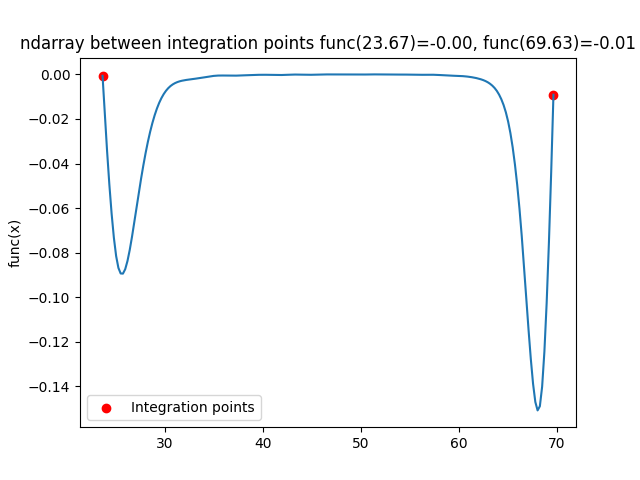 ndarray between integration points func(23.67)=-0.00, func(69.63)=-0.01
0.00
−0.02
−0.04
−0.06
−0.08
−0.10
−0.12
−0.14
func(x)
Integration points
30 40 50 60 70